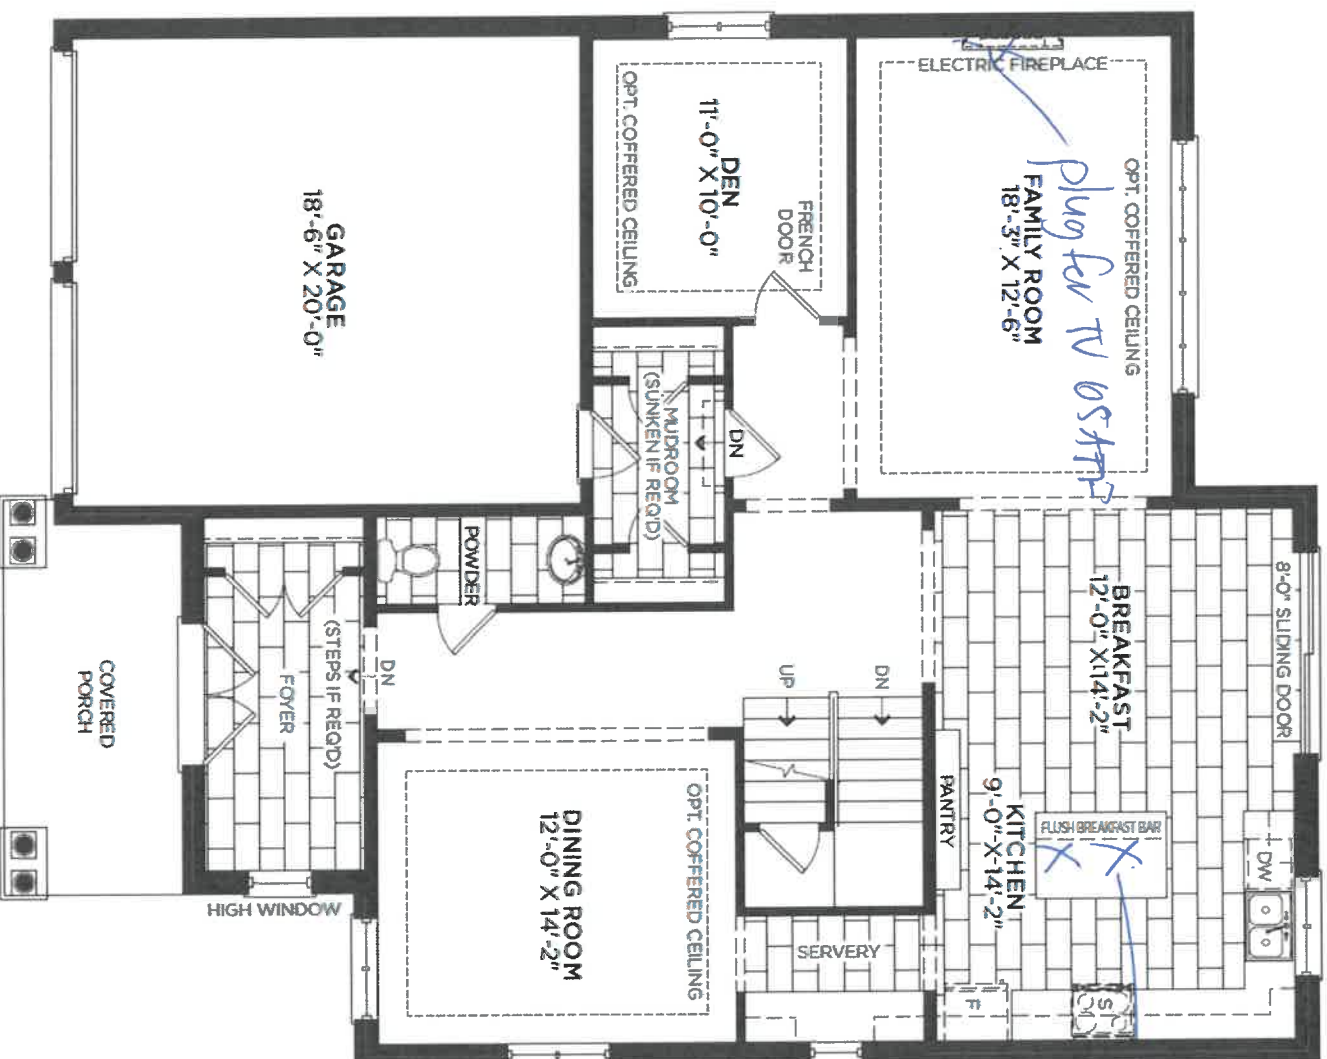 ELECTRIC FIREPLACE
OPT. COFFERED CEILING
plug for TV 65"
FAMILY ROOM
18'-3" X 12'-6"
OPT. COFFERED CEILING
DEN
11'-0" X 10'-0"
FRENCH
DOOR
GARAGE
18'-6" X 20'-0"
MUDROOM
(SUNKEN IF REQ'D)
DN
8'-0" SLIDING DOOR
BREAKFAST
12'-0" X 14'-2"
POWDER
(STEPS IF REQ'D)
DN
FOYER
COVERED
PORCH
UP
DN
PANTRY
KITCHEN
9'-0"-X-14'-2"
FLUSH BREAKFAST BAR
X X
DW
HIGH WINDOW
DINING ROOM
12'-0" X 14'-2"
OPT. COFFERED CEILING
SERVERY
F
S